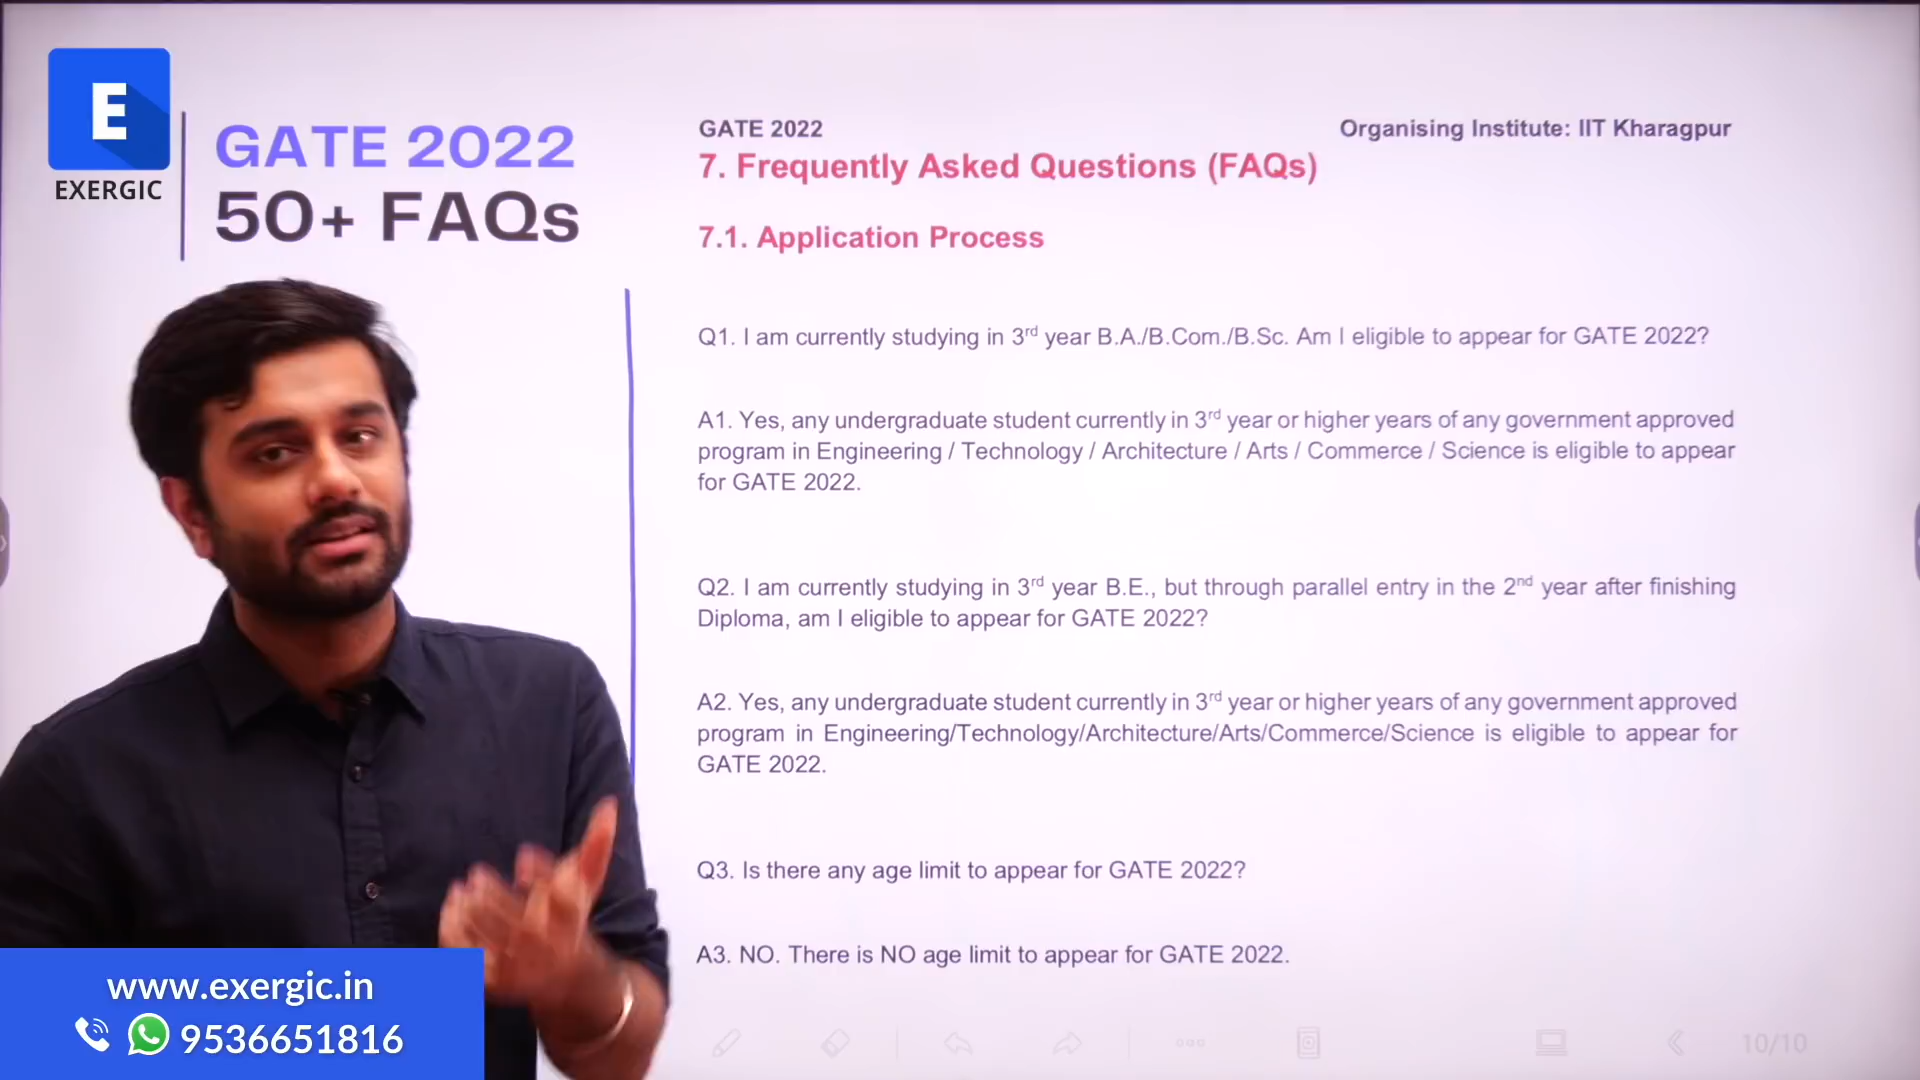 E
EXERGIC
GATE 2022
50+ FAQs
GATE 2022
Organising Institute: IIT Kharagpur
7. Frequently Asked Questions (FAQs)
7.1. Application Process
Q1. I am currently studying in 3rd year B.A./B.Com./B.Sc. Am I eligible to appear for GATE 2022?
A1. Yes, any undergraduate student currently in 3rd year or higher years of any government approved
program in Engineering / Technology / Architecture / Arts / Commerce / Science is eligible to appear
for GATE 2022.
Q2. I am currently studying in 3rd year B.E., but through parallel entry in the 2nd year after finishing
Diploma, am I eligible to appear for GATE 2022?
A2. Yes, any undergraduate student currently in 3rd year or higher years of any government approved
program in Engineering/Technology/Architecture/Arts/Commerce/Science is eligible to appear for
GATE 2022.
Q3. Is there any age limit to appear for GATE 2022?
A3. NO. There is NO age limit to appear for GATE 2022.
www.exergic.in
9536651816
10/10